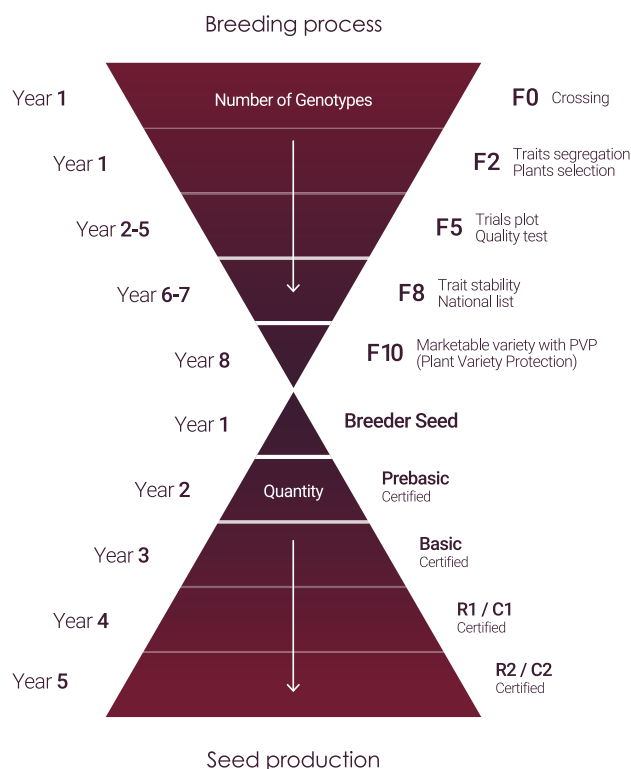 Breeding process
Year 1
Number of Genotypes
F0 Crossing
Year 1
F2 Traits segregation
Plants selection
Year 2-5
F5 Trials plot
Quality test
Year 6-7
F8 Trait stability
National list
Year 8
F10 Marketable variety with PVP
(Plant Variety Protection)
Year 1
Breeder Seed
Year 2
Quantity
Prebasic
Certified
Year 3
Basic
Certified
Year 4
R1 / C1
Certified
Year 5
R2 / C2
Certified
Seed production